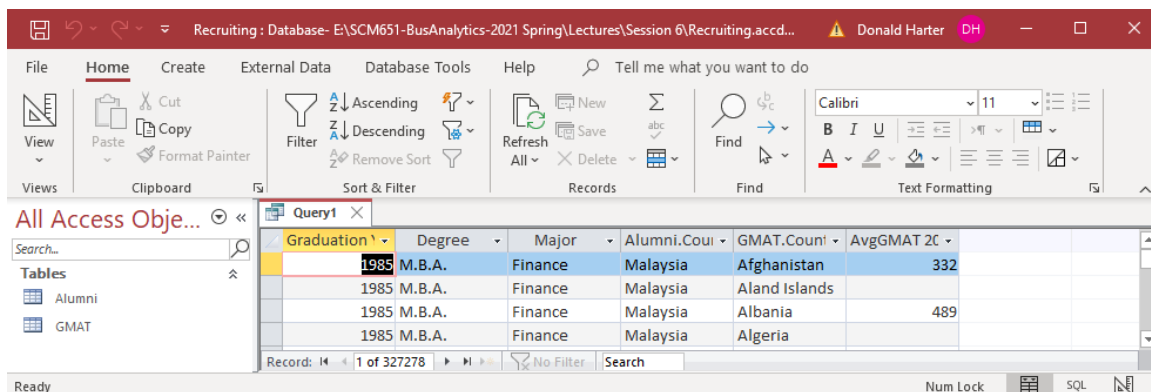 Recruiting : Database- E:\SCM651-BusAnalytics-2021 Spring\Lectures\Session 6\Recruiting.accd... Donald Harter DH
File Home Create External Data Database Tools Help Tell me what you want to do
View Paste Cut Copy Format Painter
Filter Ascending Descending Remove Sort
Refresh All New Save Delete
Find
Calibri 11
B I U A
Views Clipboard Sort & Filter Records Find Text Formatting
All Access Obje...
Search...
Tables
Alumni
GMAT
Query1
Graduation Y Degree Major Alumni.Cour GMAT.Count AvgGMAT 20
1985 M.B.A. Finance Malaysia Afghanistan 332
1985 M.B.A. Finance Malaysia Aland Islands
1985 M.B.A. Finance Malaysia Albania 489
1985 M.B.A. Finance Malaysia Algeria
Record: 1 of 327278 No Filter Search
Ready Num Lock SQL